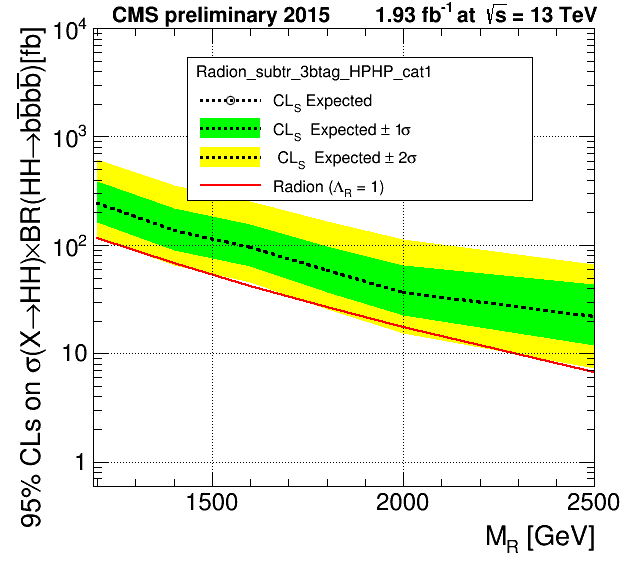 CMS preliminary 2015 1.93 fb⁻¹ at √s = 13 TeV
95% CLs on σ(X→HH)×BR(HH→bb̅bb̅)[fb]
10⁴
10³
10²
10
1
Radion_subtr_3btag_HPHP_cat1
CLₛ Expected
CLₛ Expected ± 1σ
CLₛ Expected ± 2σ
Radion (Λ_R = 1)
1500 2000 2500
M_R [GeV]